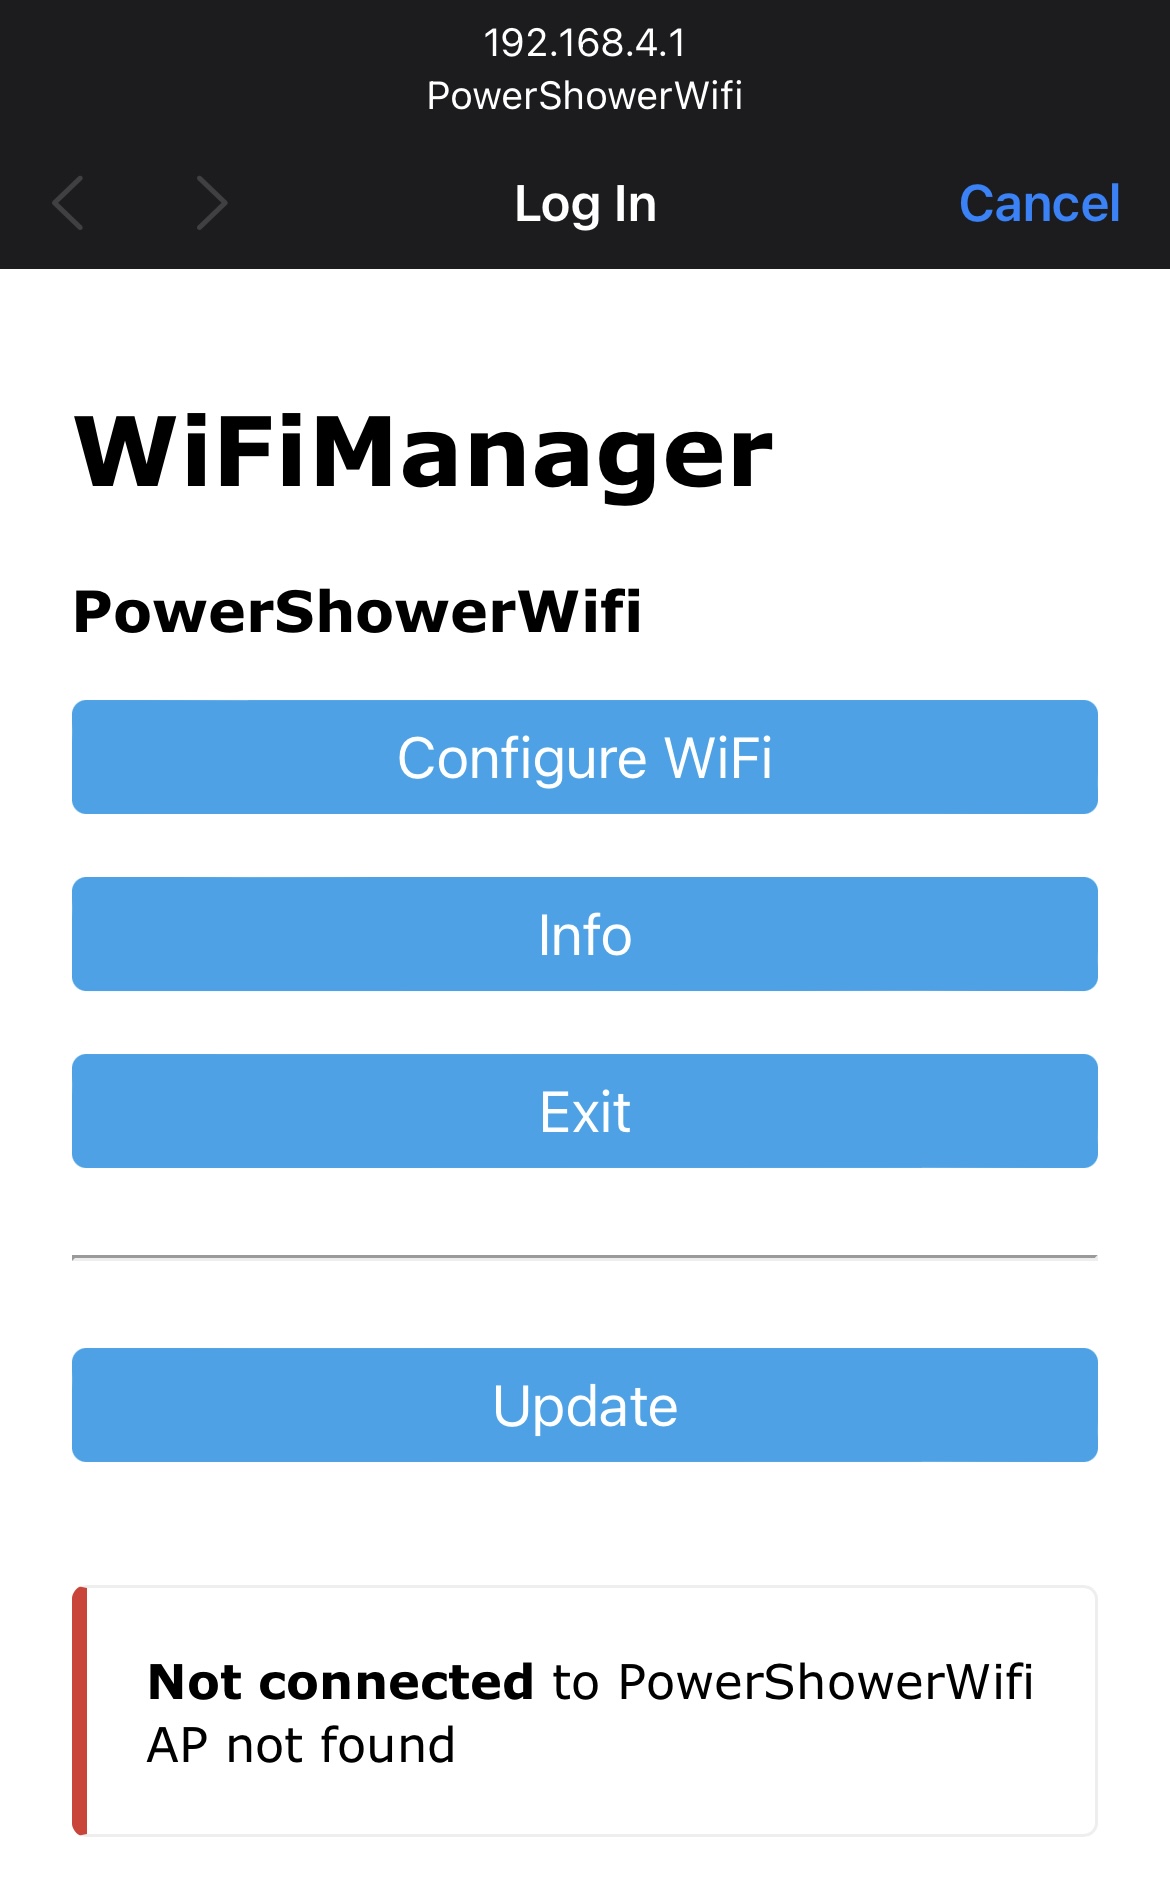 192.168.4.1
PowerShowerWifi
Log In
Cancel
WiFiManager
PowerShowerWifi
Configure WiFi
Info
Exit
Update
Not connected to PowerShowerWifi
AP not found